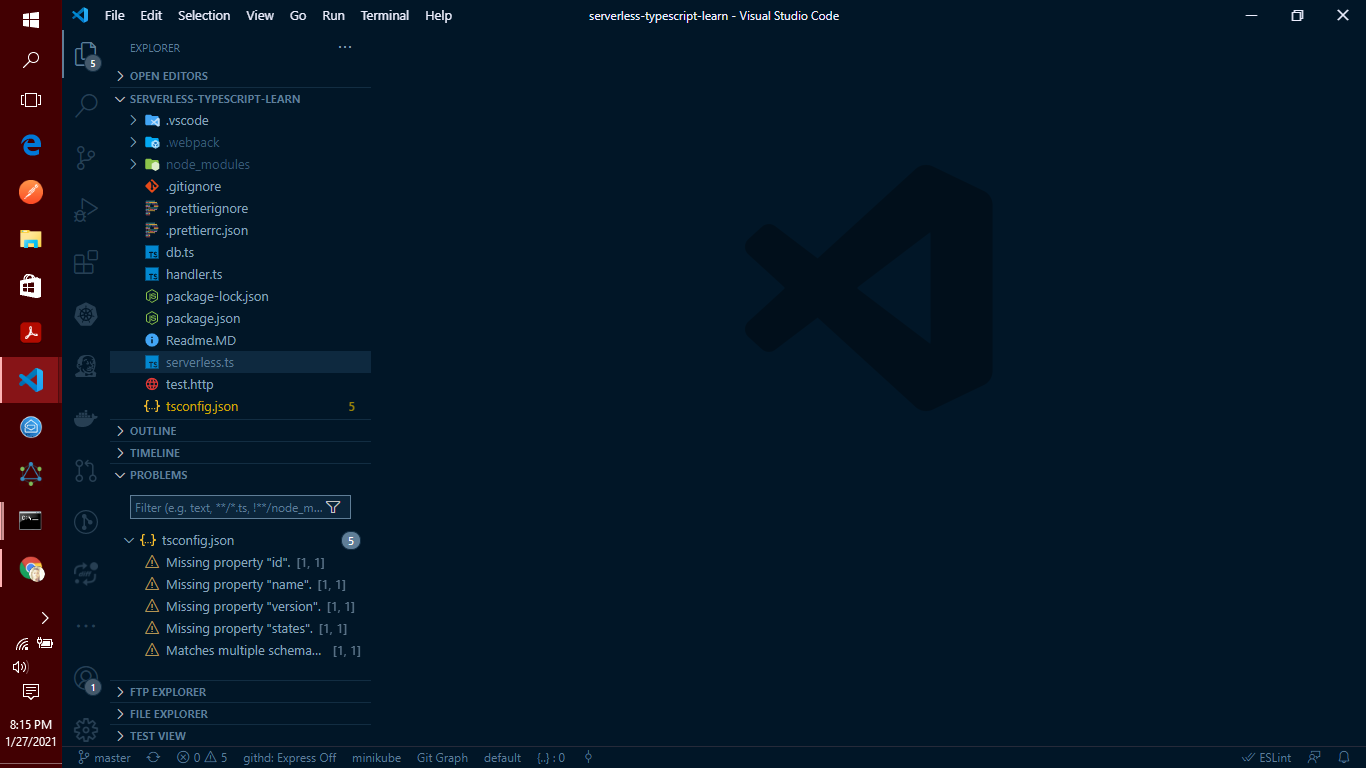 File Edit Selection View Go Run Terminal Help
serverless-typescript-learn - Visual Studio Code
EXPLORER
5
OPEN EDITORS
SERVERLESS-TYPESCRIPT-LEARN
.vscode
.webpack
node_modules
.gitignore
.prettierignore
.prettierrc.json
TS db.ts
TS handler.ts
package-lock.json
package.json
Readme.MD
TS serverless.ts
test.http
{..} tsconfig.json 5
OUTLINE
TIMELINE
PROBLEMS
Filter (e.g. text, **/*.ts, !**/node_m...
{..} tsconfig.json 5
Missing property "id". [1, 1]
Missing property "name". [1, 1]
Missing property "version". [1, 1]
Missing property "states". [1, 1]
Matches multiple schema... [1, 1]
1
FTP EXPLORER
FILE EXPLORER
TEST VIEW
8:15 PM
1/27/2021
master 0 5 githd: Express Off minikube Git Graph default {..} : 0 ESLint